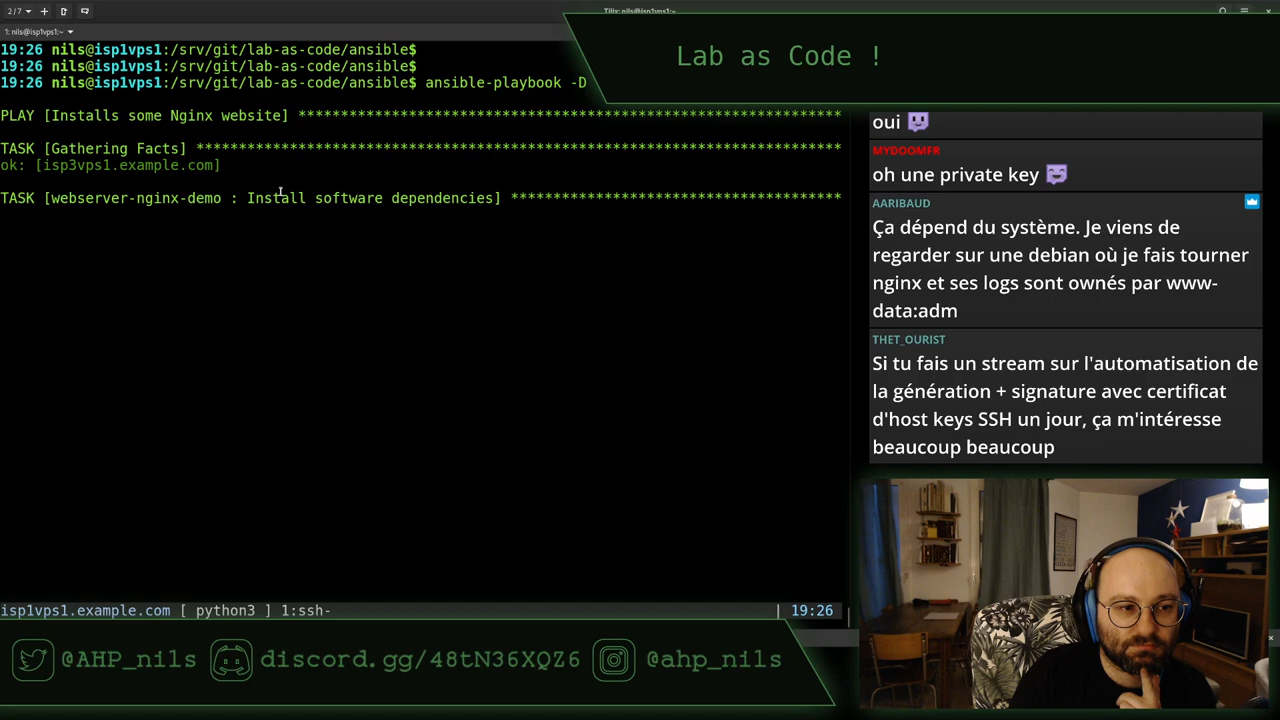 2/7
Tilix: nils@isp1vps1:~
1: nils@isp1vps1:~
19:26 nils@isp1vps1:/srv/git/lab-as-code/ansible$
19:26 nils@isp1vps1:/srv/git/lab-as-code/ansible$
19:26 nils@isp1vps1:/srv/git/lab-as-code/ansible$ ansible-playbook -D
PLAY [Installs some Nginx website] ****************************************************************
TASK [Gathering Facts] ****************************************************************************
ok: [isp3vps1.example.com]
TASK [webserver-nginx-demo : Install software dependencies] ***************************************
isp1vps1.example.com [ python3 ] 1:ssh- | 19:26
Lab as Code !
oui
MYDOOMFR
oh une private key
AARIBAUD
Ça dépend du système. Je viens de
regarder sur une debian où je fais tourner
nginx et ses logs sont ownés par www-
data:adm
THET_OURIST
Si tu fais un stream sur l'automatisation de
la génération + signature avec certificat
d'host keys SSH un jour, ça m'intéresse
beaucoup beaucoup
@AHP_nils discord.gg/48tN36XQZ6 @ahp_nils